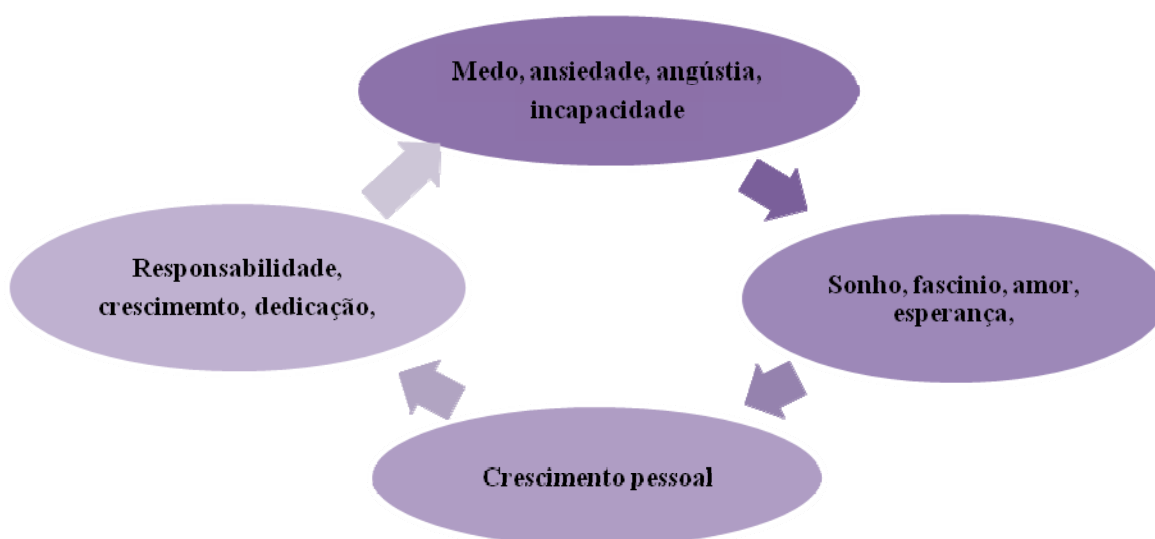 Medo, ansiedade, angústia,
incapacidade
Responsabilidade,
crescimemto, dedicação,
Sonho, fascinio, amor,
esperança,
Crescimento pessoal